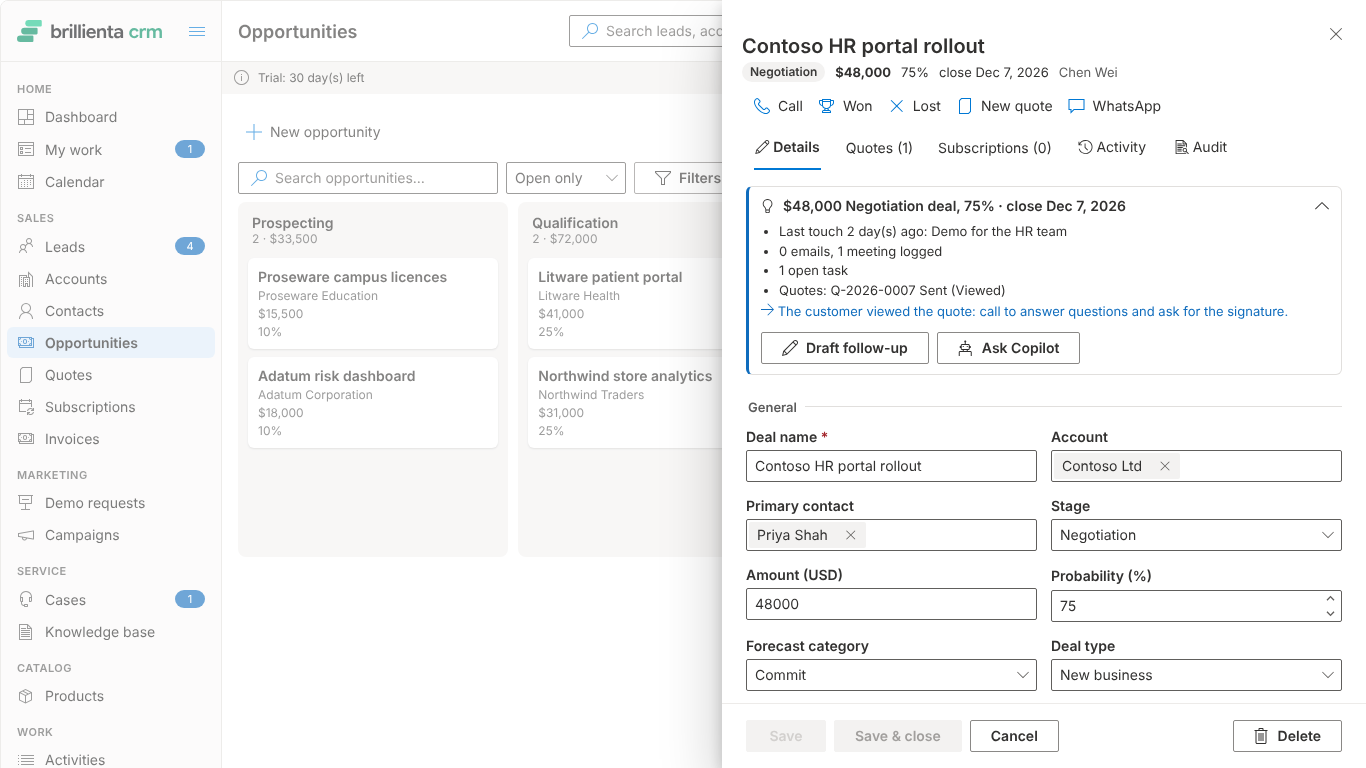 brillienta crm
Opportunities
Search leads, acc
Trial: 30 day(s) left
HOME
Dashboard
My work 1
Calendar
SALES
Leads 4
Accounts
Contacts
Opportunities
Quotes
Subscriptions
Invoices
MARKETING
Demo requests
Campaigns
SERVICE
Cases 1
Knowledge base
CATALOG
Products
WORK
Activities
New opportunity
Search opportunities...
Open only
Filters
Prospecting
2 · $33,500
Proseware campus licences
Proseware Education
$15,500
10%
Adatum risk dashboard
Adatum Corporation
$18,000
10%
Qualification
2 · $72,000
Litware patient portal
Litware Health
$41,000
25%
Northwind store analytics
Northwind Traders
$31,000
25%
Contoso HR portal rollout
Negotiation $48,000 75% close Dec 7, 2026 Chen Wei
Call Won Lost New quote WhatsApp
Details Quotes (1) Subscriptions (0) Activity Audit
$48,000 Negotiation deal, 75% · close Dec 7, 2026
Last touch 2 day(s) ago: Demo for the HR team
0 emails, 1 meeting logged
1 open task
Quotes: Q-2026-0007 Sent (Viewed)
The customer viewed the quote: call to answer questions and ask for the signature.
Draft follow-up Ask Copilot
General
Deal name * Account
Contoso HR portal rollout Contoso Ltd
Primary contact Stage
Priya Shah Negotiation
Amount (USD) Probability (%)
48000 75
Forecast category Deal type
Commit New business
Save Save & close Cancel Delete